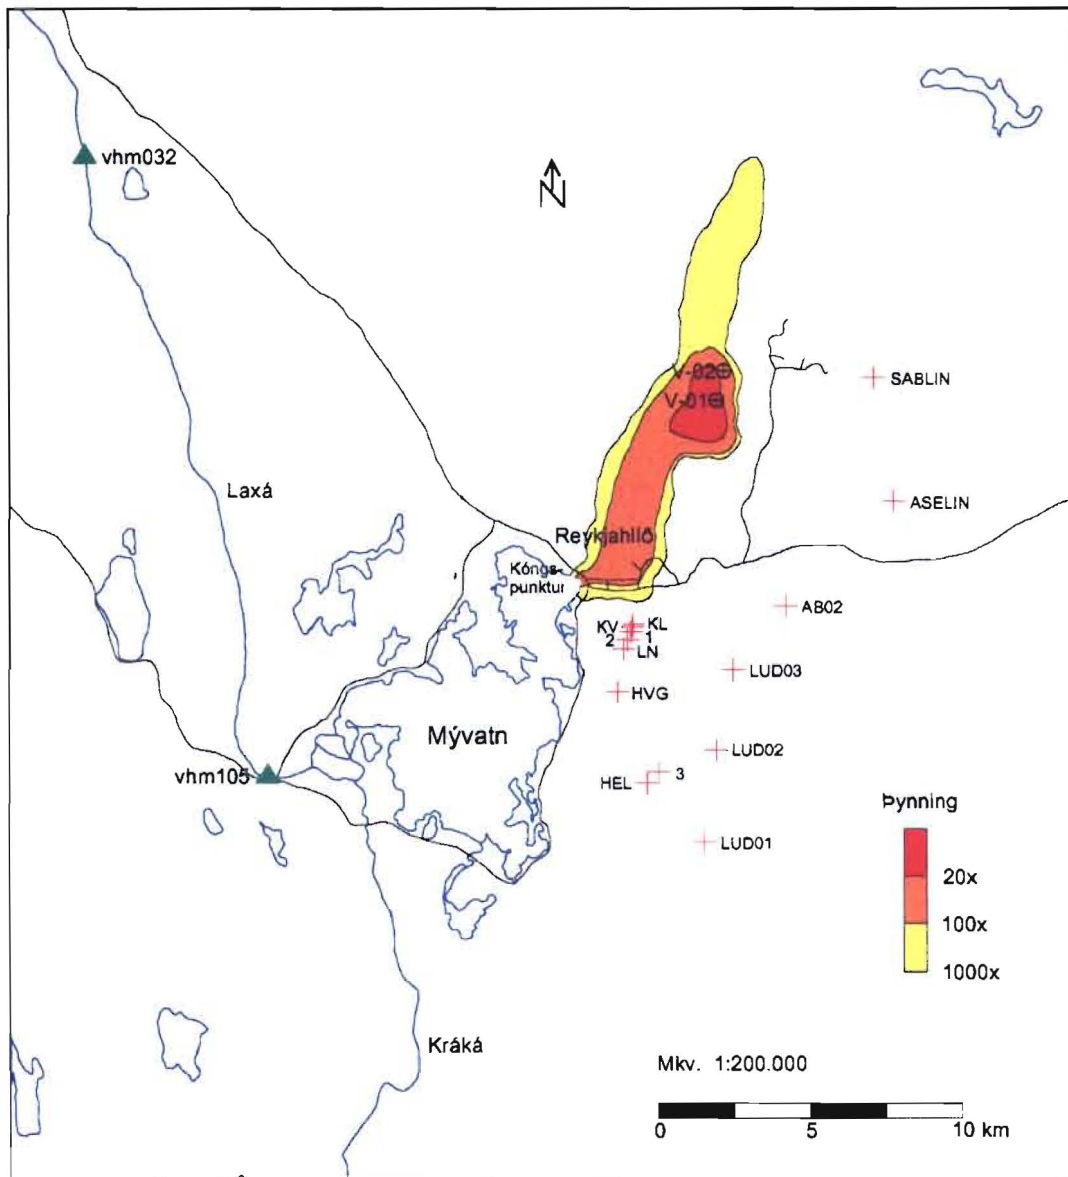 vhm032
N
V-02
V-01
SABLIN
Laxá
ASELIN
Reykjahlíð
Kóngs-
punktur
AB02
KV
KL
1
2
LN
LUD03
HVG
Mývatn
LUD02
vhm105
3
HEL
Þynning
LUD01
20x
100x
1000x
Kráká
Mkv. 1:200.000
0 5 10 km